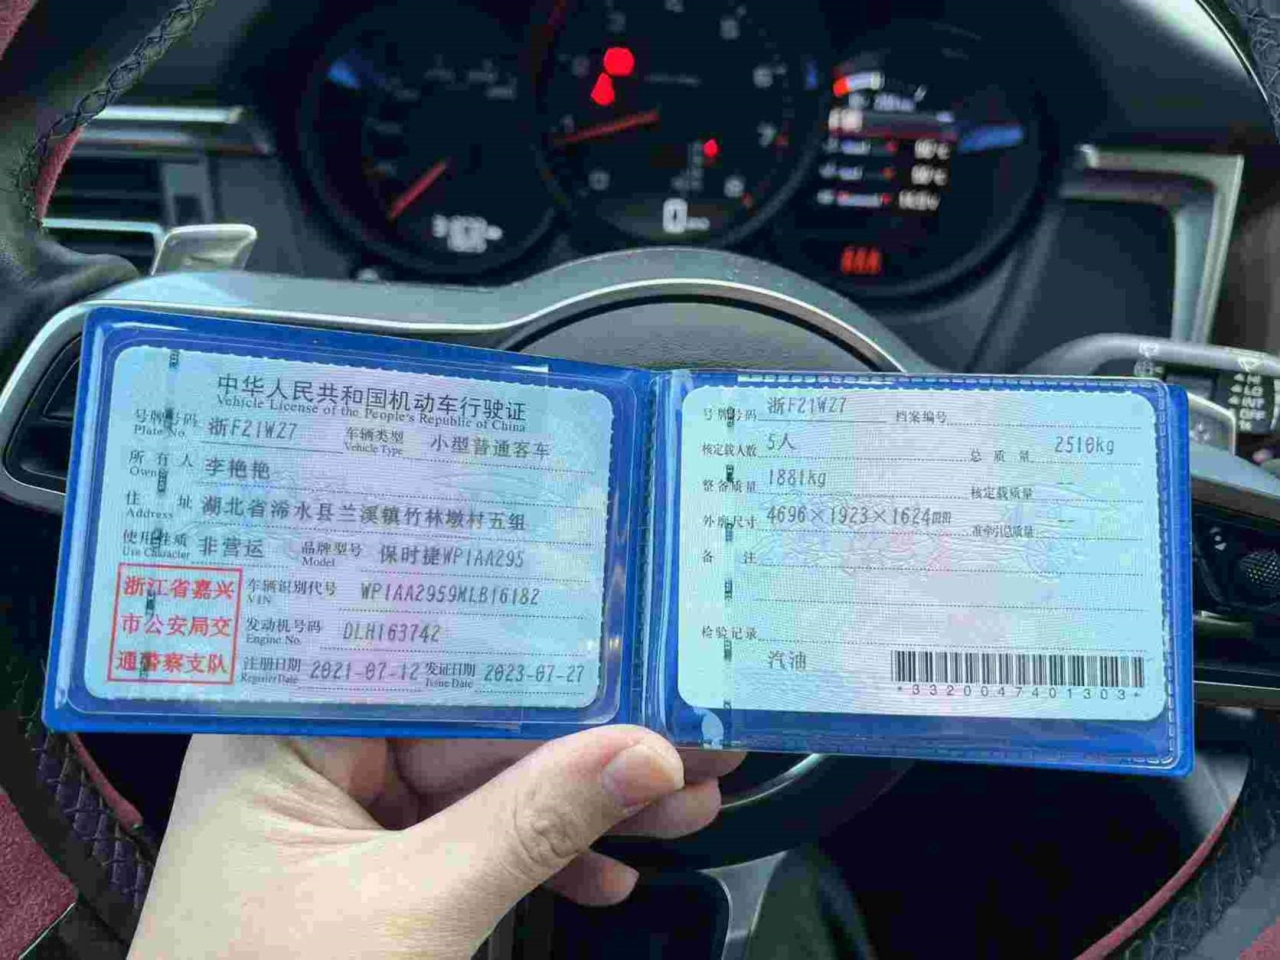 中华人民共和国机动车行驶证
Vehicle License of the People's Republic of China
号牌号码 浙F21W27 车辆类型 小型普通客车
Plate No. Vehicle Type
所有人 李艳艳
Owner
住址 湖北省浠水县兰溪镇竹林墩村五组
Address
使用性质 非营运 品牌型号 保时捷WP1AA295
Use Character Model
浙江省嘉兴
市公安局交
通警察支队
车辆识别代号 WP1AA2959MLB16182
VIN
发动机号码 DLH163742
Engine No.
注册日期 2021-07-12 发证日期 2023-07-27
Register Date Issue Date
号牌号码 浙F21W27 档案编号
核定载人数 5人 总质量 2510kg
整备质量 1881kg 核定载质量 --
外廓尺寸 4696×1923×1624mm 准牵引总质量 --
备注
检验记录
汽油
*3320047401303*